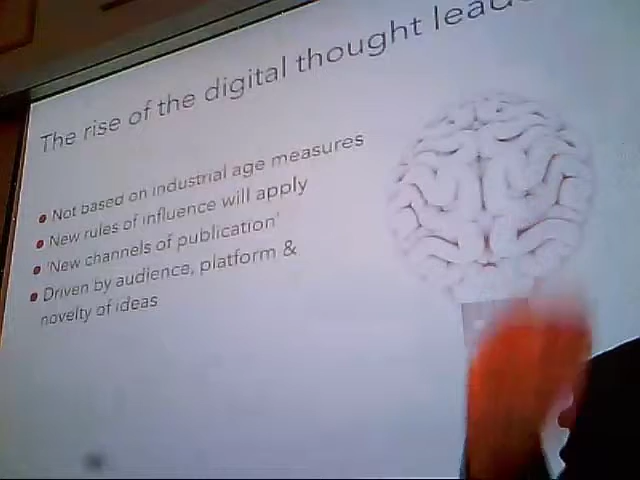 The rise of the digital thought lead
Not based on industrial age measures
New rules of influence will apply
'New channels of publication'
Driven by audience, platform &
novelty of ideas